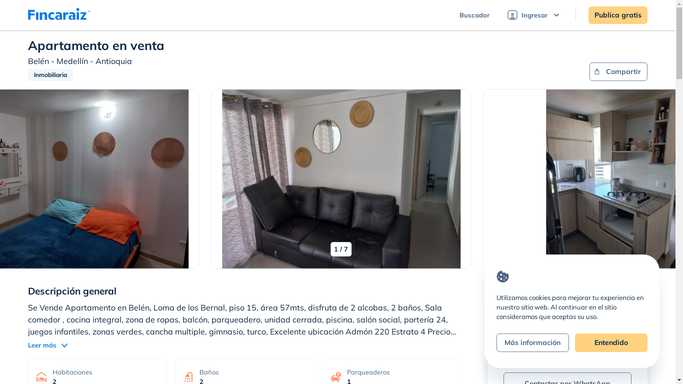 Fincaraiz
Buscador
Ingresar
Publica gratis
Apartamento en venta
Belén - Medellín - Antioquia
Inmobiliaria
Compartir
1 / 7
Descripción general
Se Vende Apartamento en Belén, Loma de los Bernal, piso 15, área 57mts, disfruta de 2 alcobas, 2 baños, Sala
comedor , cocina integral, zona de ropas, balcón, parqueadero, unidad cerrada, piscina, salón social, portería 24,
juegos infantiles, zonas verdes, cancha multiple, gimnasio, turco, Excelente ubicación Admón 220 Estrato 4 Precio...
Leer más
Habitaciones
2
Baños
2
Parqueaderos
1
Utilizamos cookies para mejorar tu experiencia en
nuestro sitio web. Al continuar en el sitio
consideramos que aceptas su uso.
Más información
Entendido
Contactar por WhatsApp